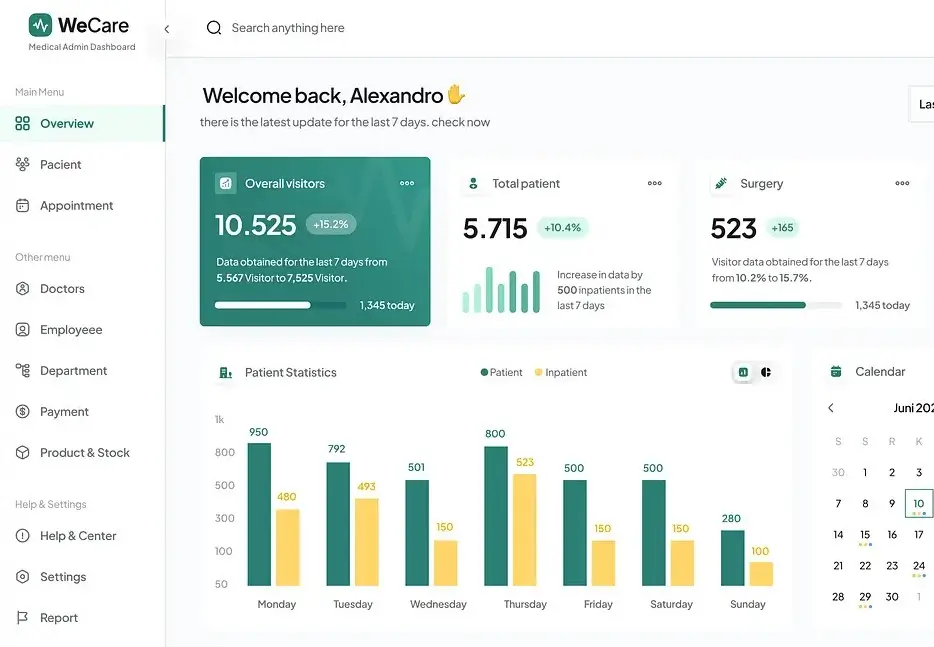 WeCare
Medical Admin Dashboard
Search anything here
Main Menu
Overview
Pacient
Appointment
Other menu
Doctors
Employeee
Department
Payment
Product & Stock
Help & Settings
Help & Center
Settings
Report
Welcome back, Alexandro
there is the latest update for the last 7 days. check now
Las
Overall visitors
10.525 +15.2%
Data obtained for the last 7 days from
5.567 Visitor to 7,525 Visitor.
1,345 today
Total patient
5.715 +10.4%
Increase in data by
500 inpatients in the
last 7 days
Surgery
523 +165
Visitor data obtained for the last 7 days
from 10.2% to 15.7%.
1,345 today
Patient Statistics
Patient Inpatient
1k
800
500
300
100
50
950 480
792 493
501 150
800 523
500 150
500 150
280 100
Monday Tuesday Wednesday Thursday Friday Saturday Sunday
Calendar
Juni 202
S S R K
30 1 2 3
7 8 9 10
14 15 16 17
21 22 23 24
28 29 30 1